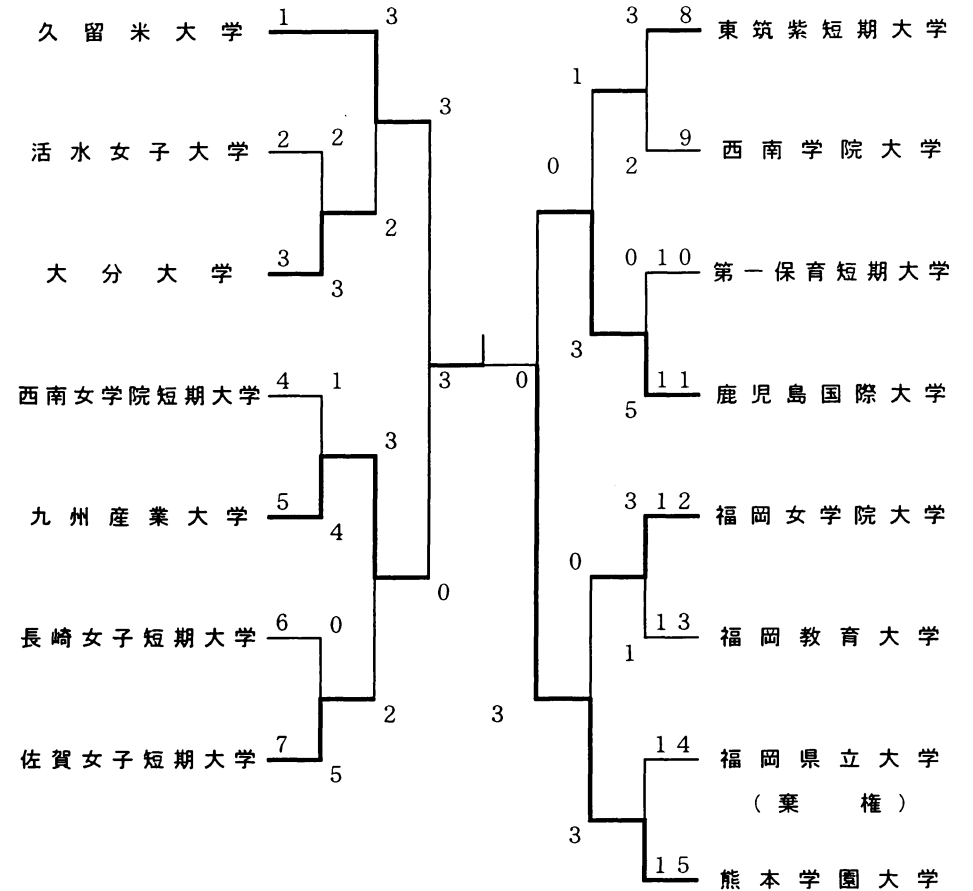 久留米大学 1 3
3
活水女子大学 2 2
2
大分大学 3 3
西南女学院短期大学 4 1
3
九州産業大学 5 4
0
長崎女子短期大学 6 0
2
佐賀女子短期大学 7 5
3 0
3 8 東筑紫短期大学
1
9 西南学院大学
0 2
0 10 第一保育短期大学
3
11 鹿児島国際大学
5
3 12 福岡女学院大学
0
13 福岡教育大学
1
3
14 福岡県立大学
(棄権)
3
15 熊本学園大学